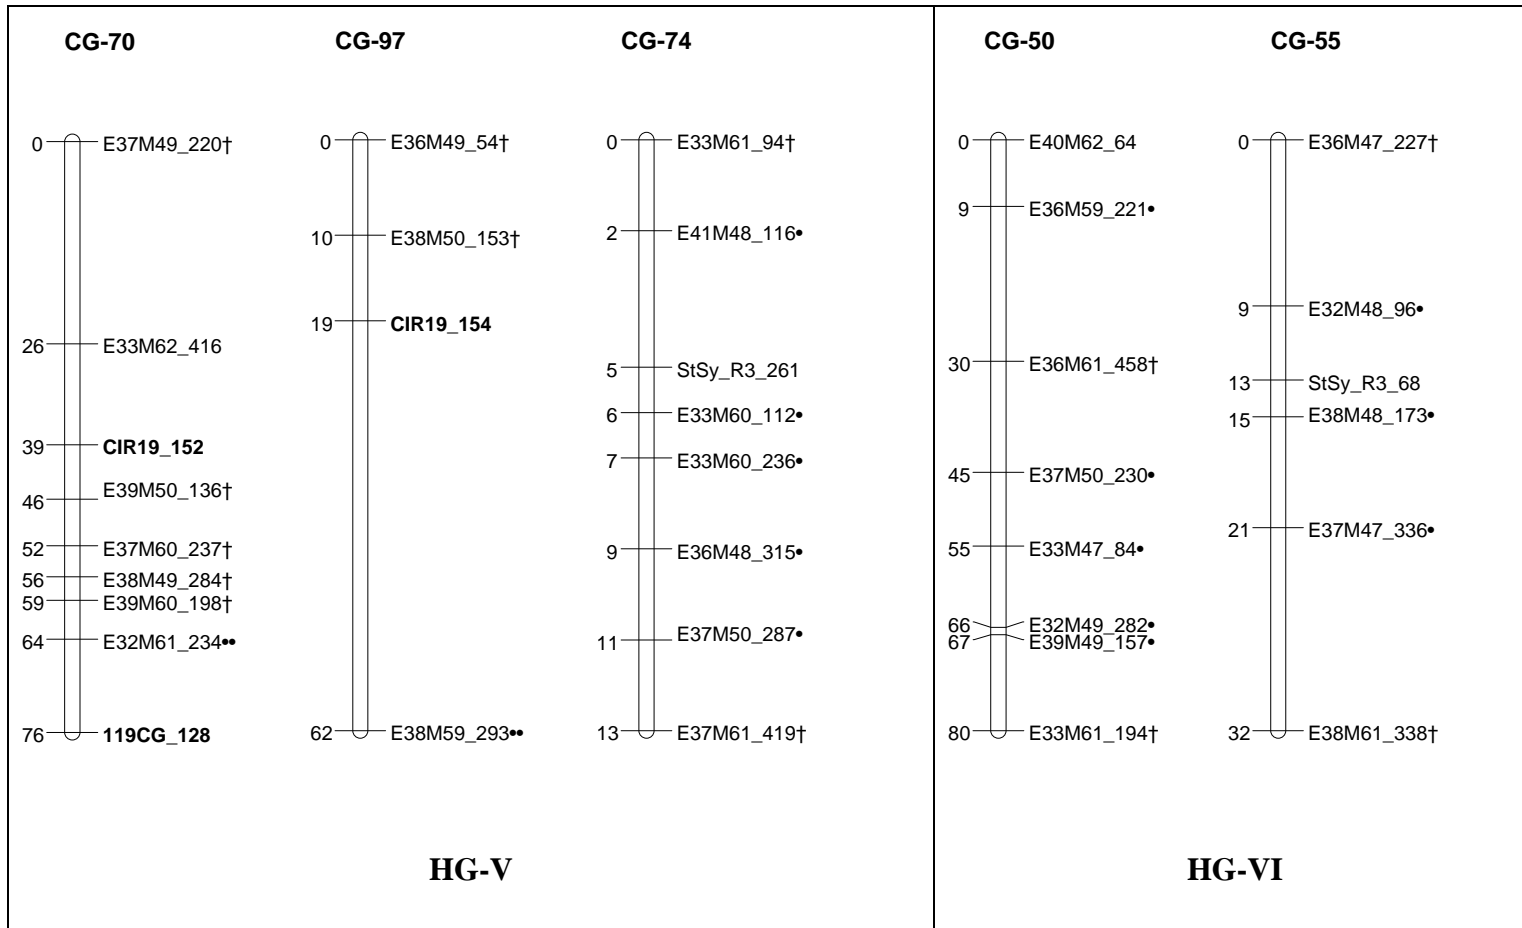 CG-70
0 E37M49_220†
26 E33M62_416
39 CIR19_152
46 E39M50_136†
52 E37M60_237†
56 E38M49_284†
59 E39M60_198†
64 E32M61_234••
76 119CG_128
CG-97
0 E36M49_54†
10 E38M50_153†
19 CIR19_154
62 E38M59_293••
CG-74
0 E33M61_94†
2 E41M48_116•
5 StSy_R3_261
6 E33M60_112•
7 E33M60_236•
9 E36M48_315•
11 E37M50_287•
13 E37M61_419†
HG-V
CG-50
0 E40M62_64
9 E36M59_221•
30 E36M61_458†
45 E37M50_230•
55 E33M47_84•
66 E32M49_282•
67 E39M49_157•
80 E33M61_194†
CG-55
0 E36M47_227†
9 E32M48_96•
13 StSy_R3_68
15 E38M48_173•
21 E37M47_336•
32 E38M61_338†
HG-VI